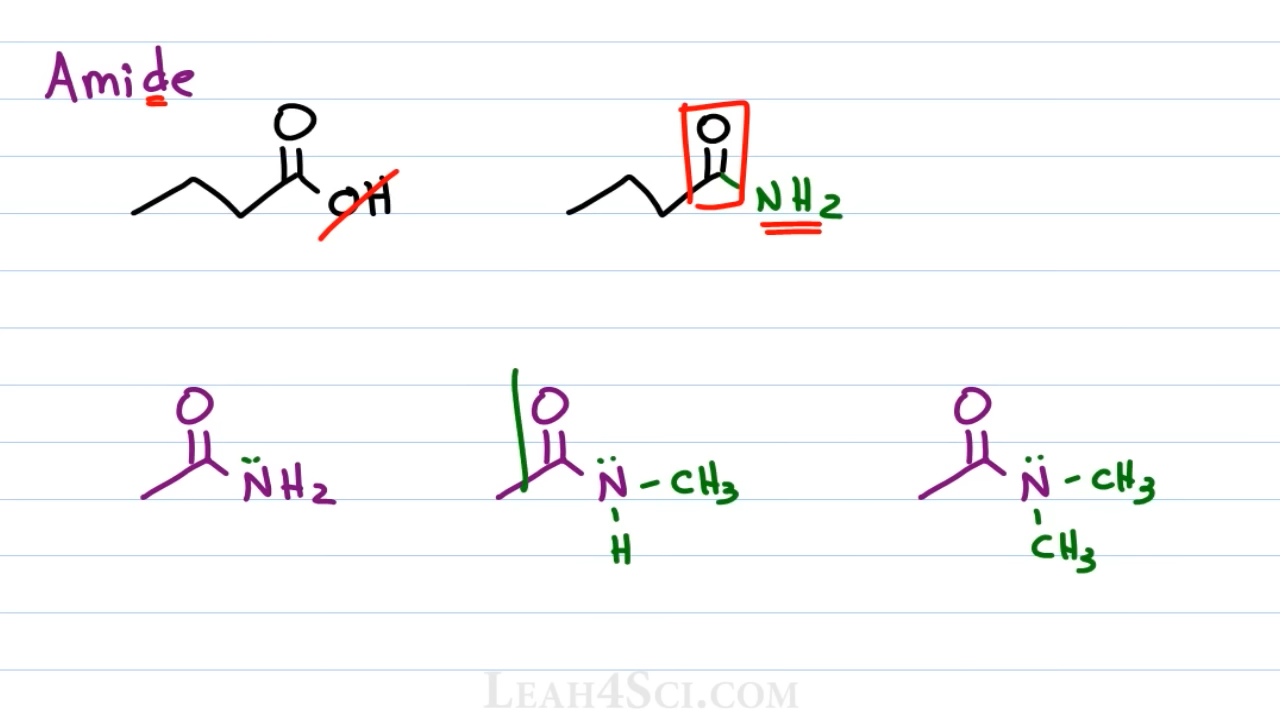 Amide
O O
OH NH2
O O O
NH2 N-CH3 N-CH3
H CH3
LEAH4SCI.COM